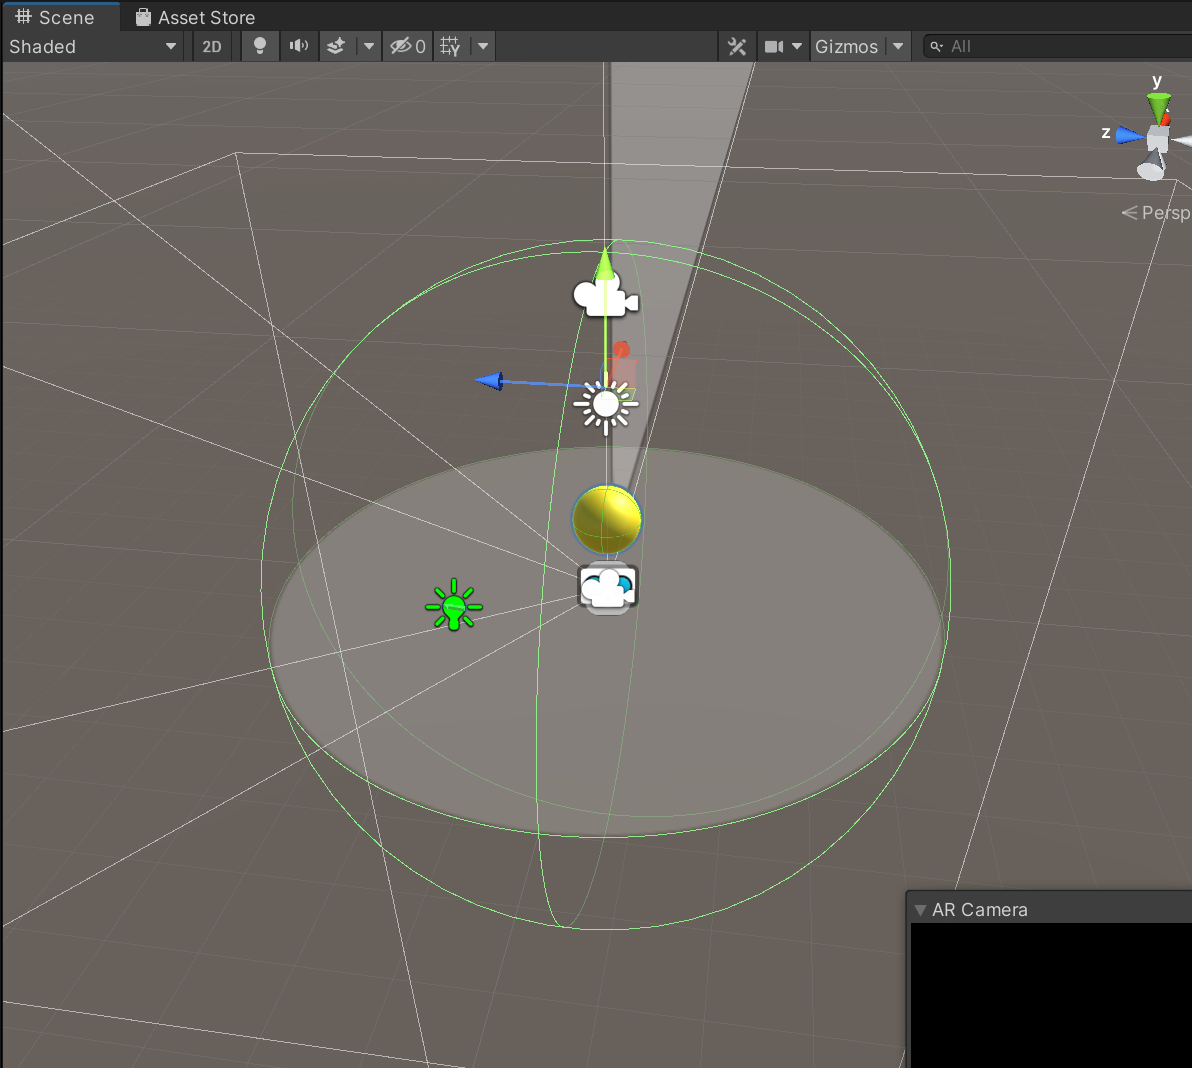 Scene
Asset Store
Shaded
2D
0
Gizmos
All
y
z
Persp
AR Camera